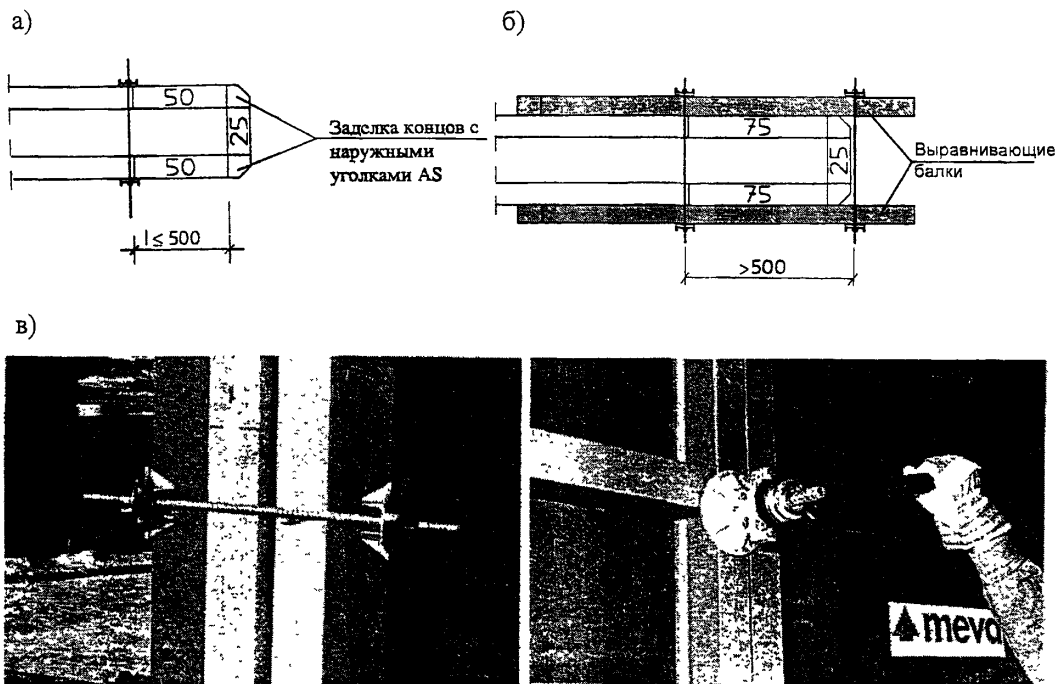 а)
б)
50
25
50
Заделка концов с
наружными
уголками AS
l≤500
75
25
75
Выравнивающие
балки
>500
в)
meva